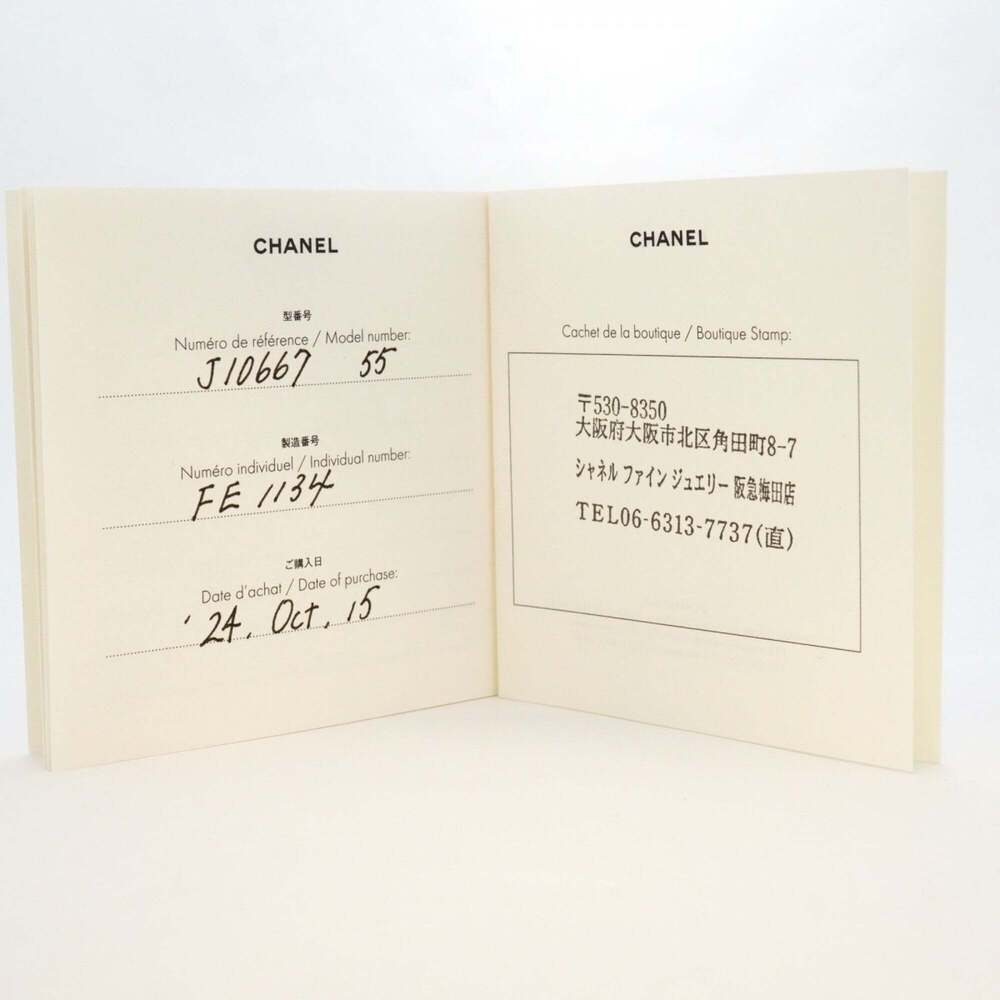 CHANEL
型番号
Numéro de référence / Model number:
J10667 55
製造番号
Numéro individuel / Individual number:
FE 1134
ご購入日
Date d'achat / Date of purchase:
'24. Oct. 15
CHANEL
Cachet de la boutique / Boutique Stamp:
〒530-8350
大阪府大阪市北区角田町8-7
シャネル ファイン ジュエリー 阪急梅田店
TEL06-6313-7737(直)